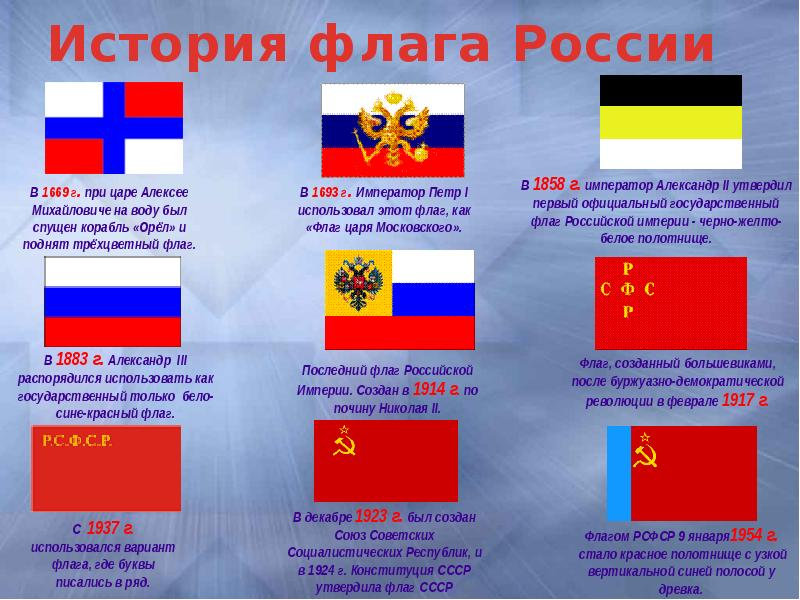 История флага России
В 1669 г. при царе Алексее
Михайловиче на воду был
спущен корабль «Орёл» и
поднят трёхцветный флаг.
В 1693 г. Император Петр I
использовал этот флаг, как
«Флаг царя Московского».
В 1858 г. император Александр II утвердил
первый официальный государственный
флаг Российской империи - черно-желто-
белое полотнище.
В 1883 г. Александр III
распорядился использовать как
государственный только бело-
сине-красный флаг.
Последний флаг Российской
Империи. Создан в 1914 г. по
почину Николая II.
Р
С Ф С
Р
Флаг, созданный большевиками,
после буржуазно-демократической
революции в феврале 1917 г.
Р.С.Ф.С.Р.
С 1937 г.
использовался вариант
флага, где буквы
писались в ряд.
В декабре 1923 г. был создан
Союз Советских
Социалистических Республик, и
в 1924 г. Конституция СССР
утвердила флаг СССР
Флагом РСФСР 9 января 1954 г.
стало красное полотнище с узкой
вертикальной синей полосой у
древка.